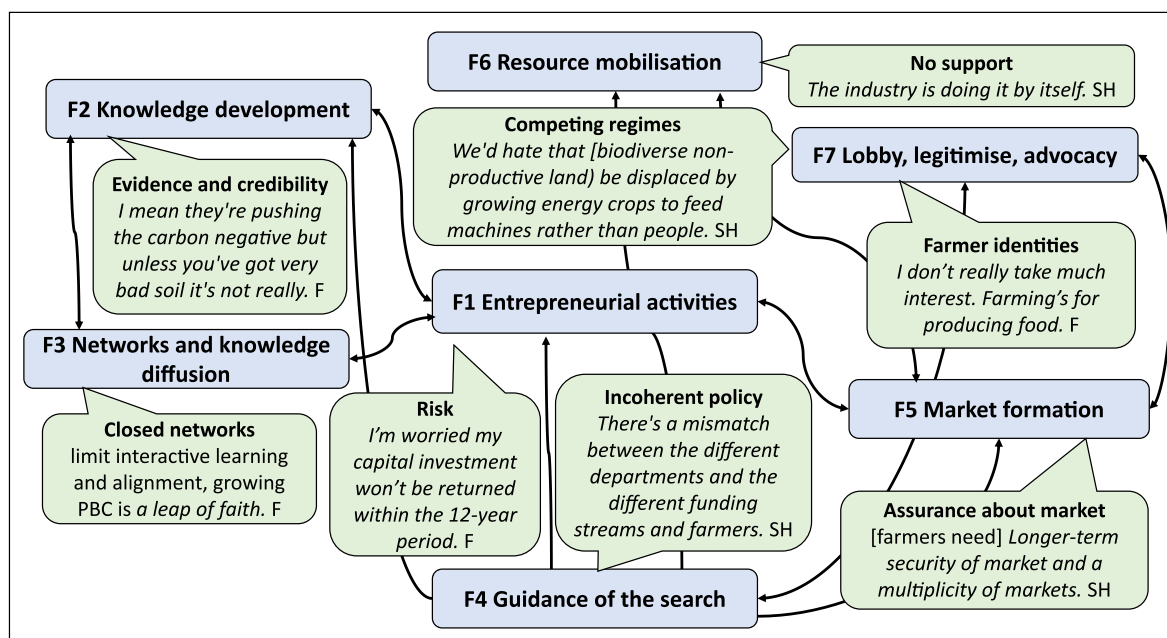 F6 Resource mobilisation
No support
The industry is doing it by itself. SH
F2 Knowledge development
Competing regimes
We'd hate that [biodiverse non-
productive land) be displaced by
growing energy crops to feed
machines rather than people. SH
F7 Lobby, legitimise, advocacy
Evidence and credibility
I mean they're pushing
the carbon negative but
unless you've got very
bad soil it's not really. F
Farmer identities
I don’t really take much
interest. Farming’s for
producing food. F
F1 Entrepreneurial activities
F3 Networks and knowledge
diffusion
Closed networks
limit interactive learning
and alignment, growing
PBC is a leap of faith. F
Risk
I’m worried my
capital investment
won’t be returned
within the 12-year
period. F
Incoherent policy
There's a mismatch
between the different
departments and the
different funding
streams and farmers. SH
F5 Market formation
Assurance about market
[farmers need] Longer-term
security of market and a
multiplicity of markets. SH
F4 Guidance of the search